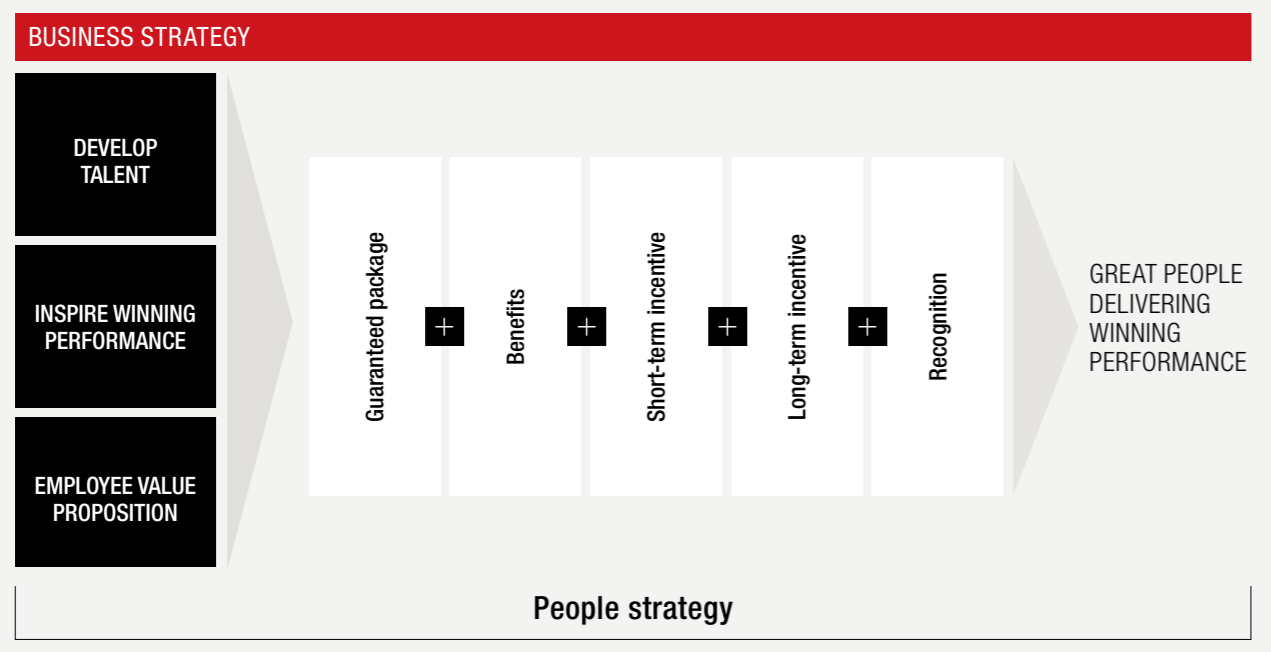 BUSINESS STRATEGY
DEVELOP
TALENT
INSPIRE WINNING
PERFORMANCE
EMPLOYEE VALUE
PROPOSITION
Guaranteed package
+
Benefits
+
Short-term incentive
+
Long-term incentive
+
Recognition
GREAT PEOPLE
DELIVERING
WINNING
PERFORMANCE
People strategy